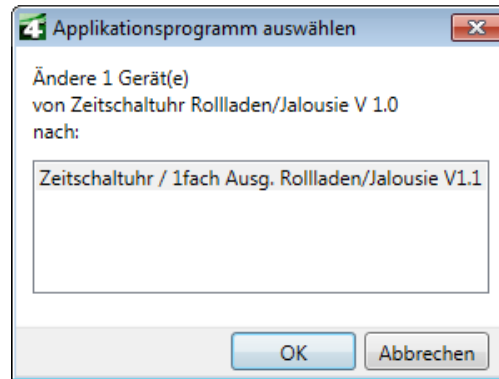 4 Applikationsprogramm auswählen
Ändere 1 Gerät(e)
von Zeitschaltuhr Rollladen/Jalousie V 1.0
nach:
Zeitschaltuhr / 1fach Ausg. Rollladen/Jalousie V1.1
OK Abbrechen